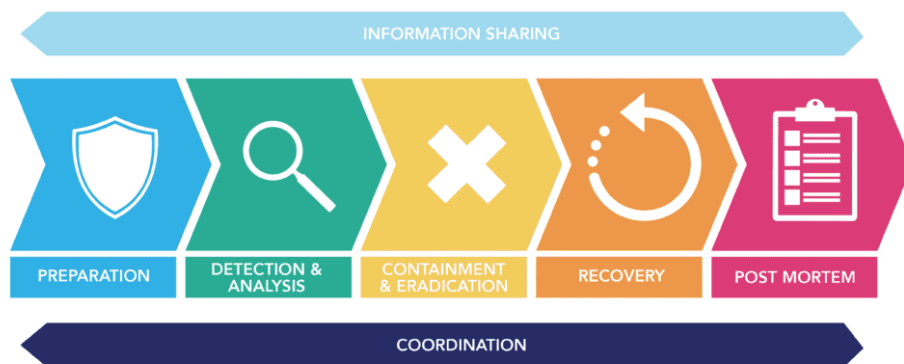 INFORMATION SHARING
PREPARATION
DETECTION &
ANALYSIS
CONTAINMENT
& ERADICATION
RECOVERY
POST MORTEM
COORDINATION